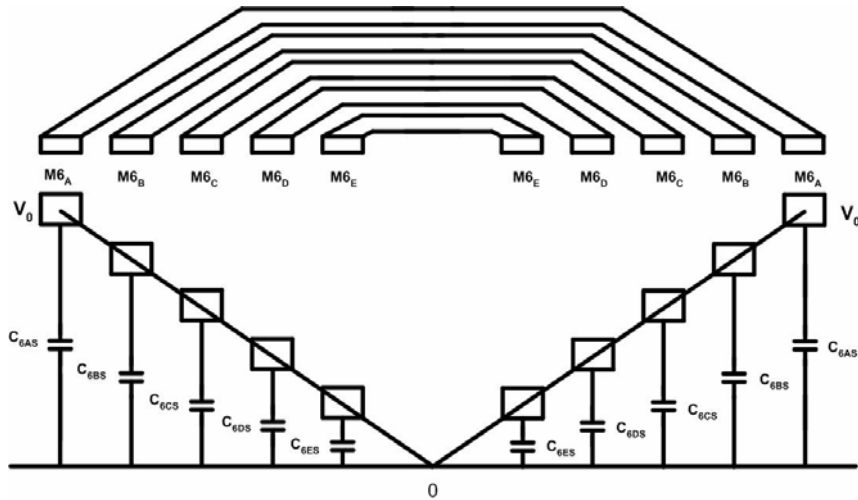 M6A M6B M6C M6D M6E M6E M6D M6C M6B M6A
V0 V0
C6AS C6AS
C6BS C6BS
C6CS C6CS
C6DS C6DS
C6ES C6ES
0